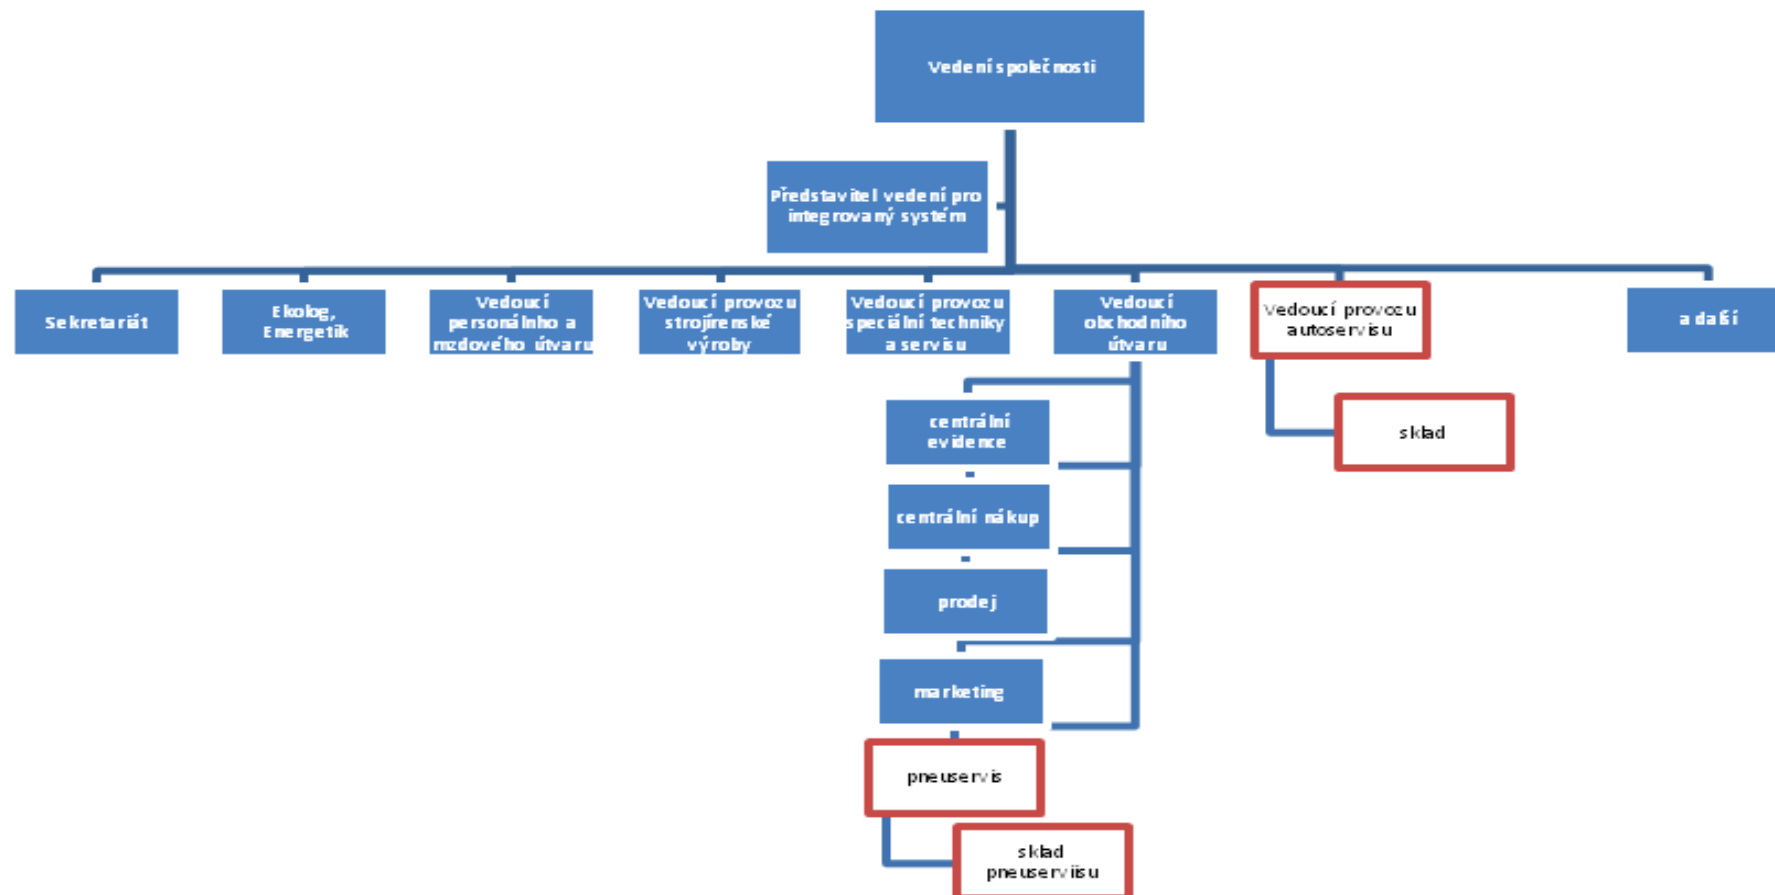 Vedení společnosti
Představitel vedení pro
integrovaný systém
Sekretariát
Ekolog,
Energetik
Vedoucí
personálnho a
mzdového útvaru
Vedoucí provozu
strojírenské
výroby
Vedoucí provozu
speciální techniky
a servisu
Vedoucí
obchodního
útvaru
Vedoucí provozu
autoservisu
a další
centrální
evidence
sklad
centrální nákup
prodej
marketing
pneuservis
sklad
pneuserviisu